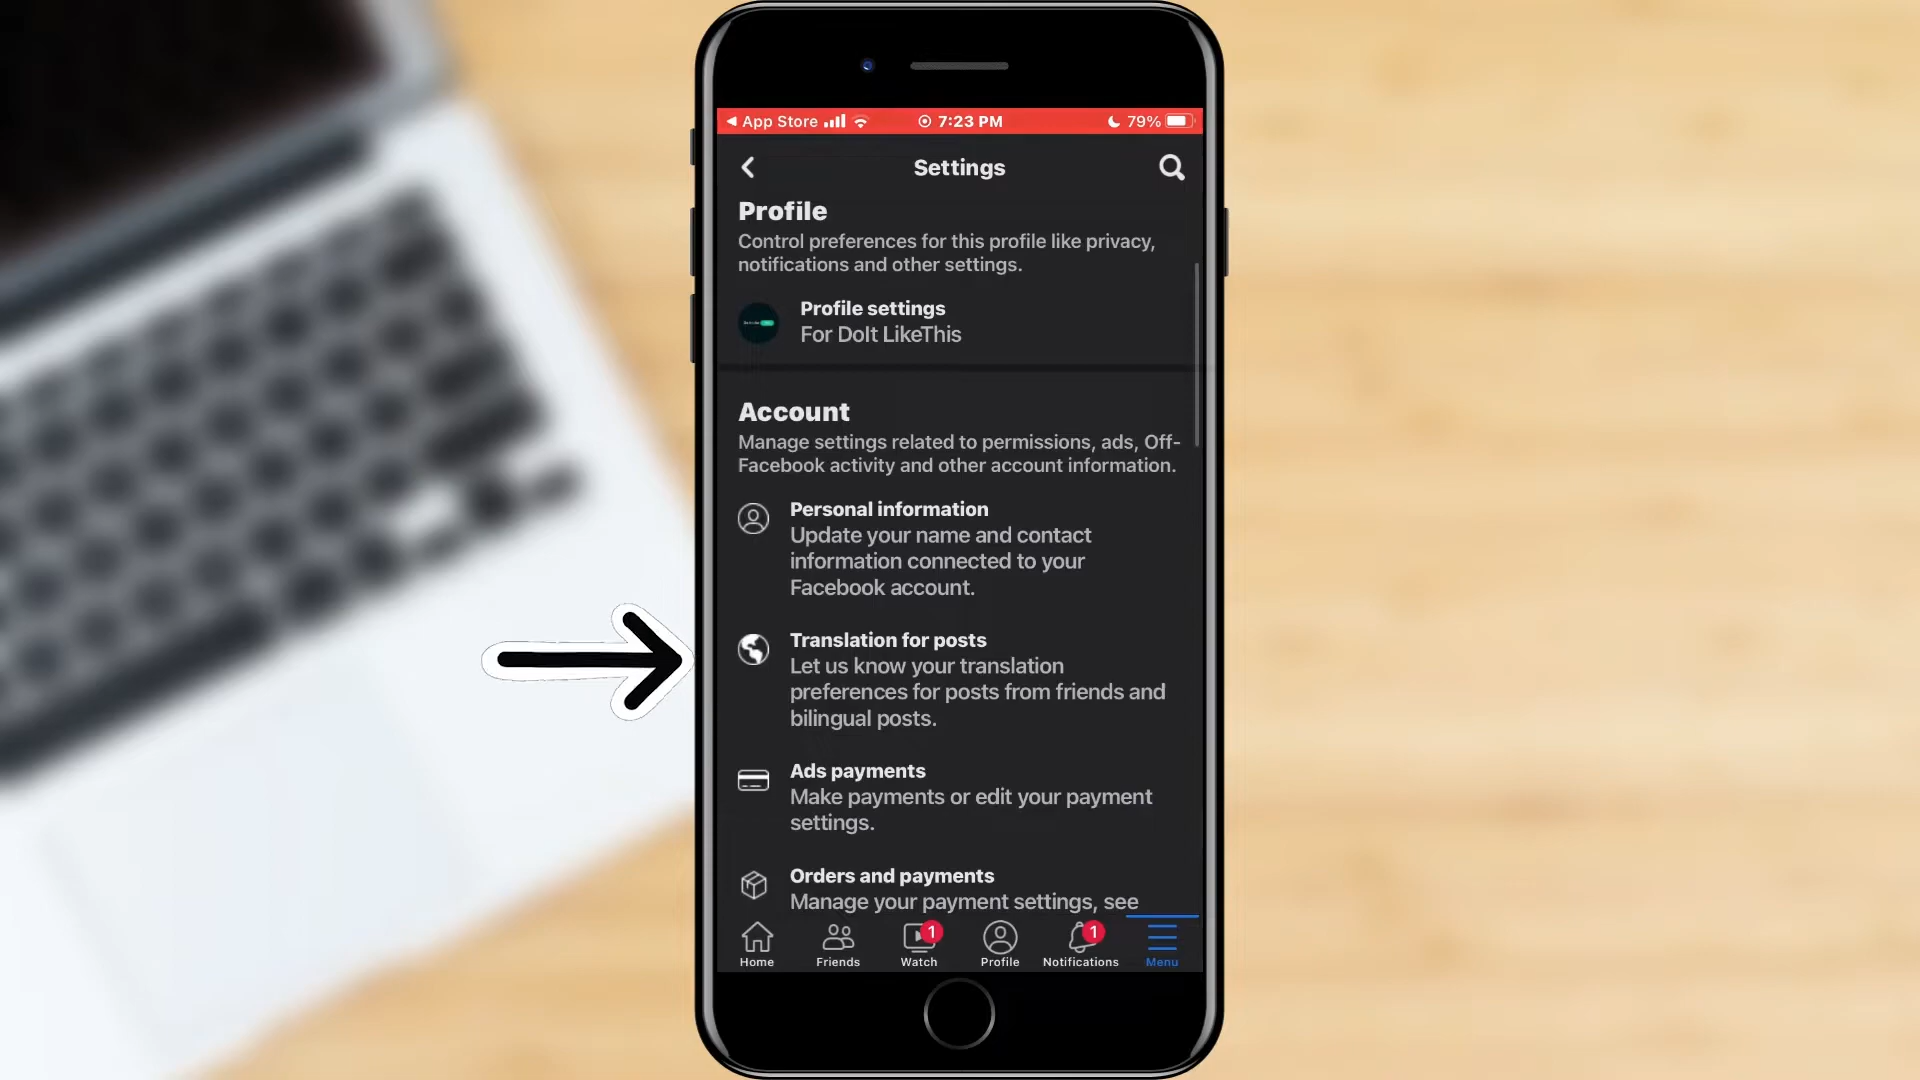 App Store
7:23 PM
79%
Settings
Profile
Control preferences for this profile like privacy,
notifications and other settings.
Profile settings
For DoIt LikeThis
Account
Manage settings related to permissions, ads, Off-
Facebook activity and other account information.
Personal information
Update your name and contact
information connected to your
Facebook account.
Translation for posts
Let us know your translation
preferences for posts from friends and
bilingual posts.
Ads payments
Make payments or edit your payment
settings.
Orders and payments
Manage your payment settings, see
1
1
Home
Friends
Watch
Profile
Notifications
Menu